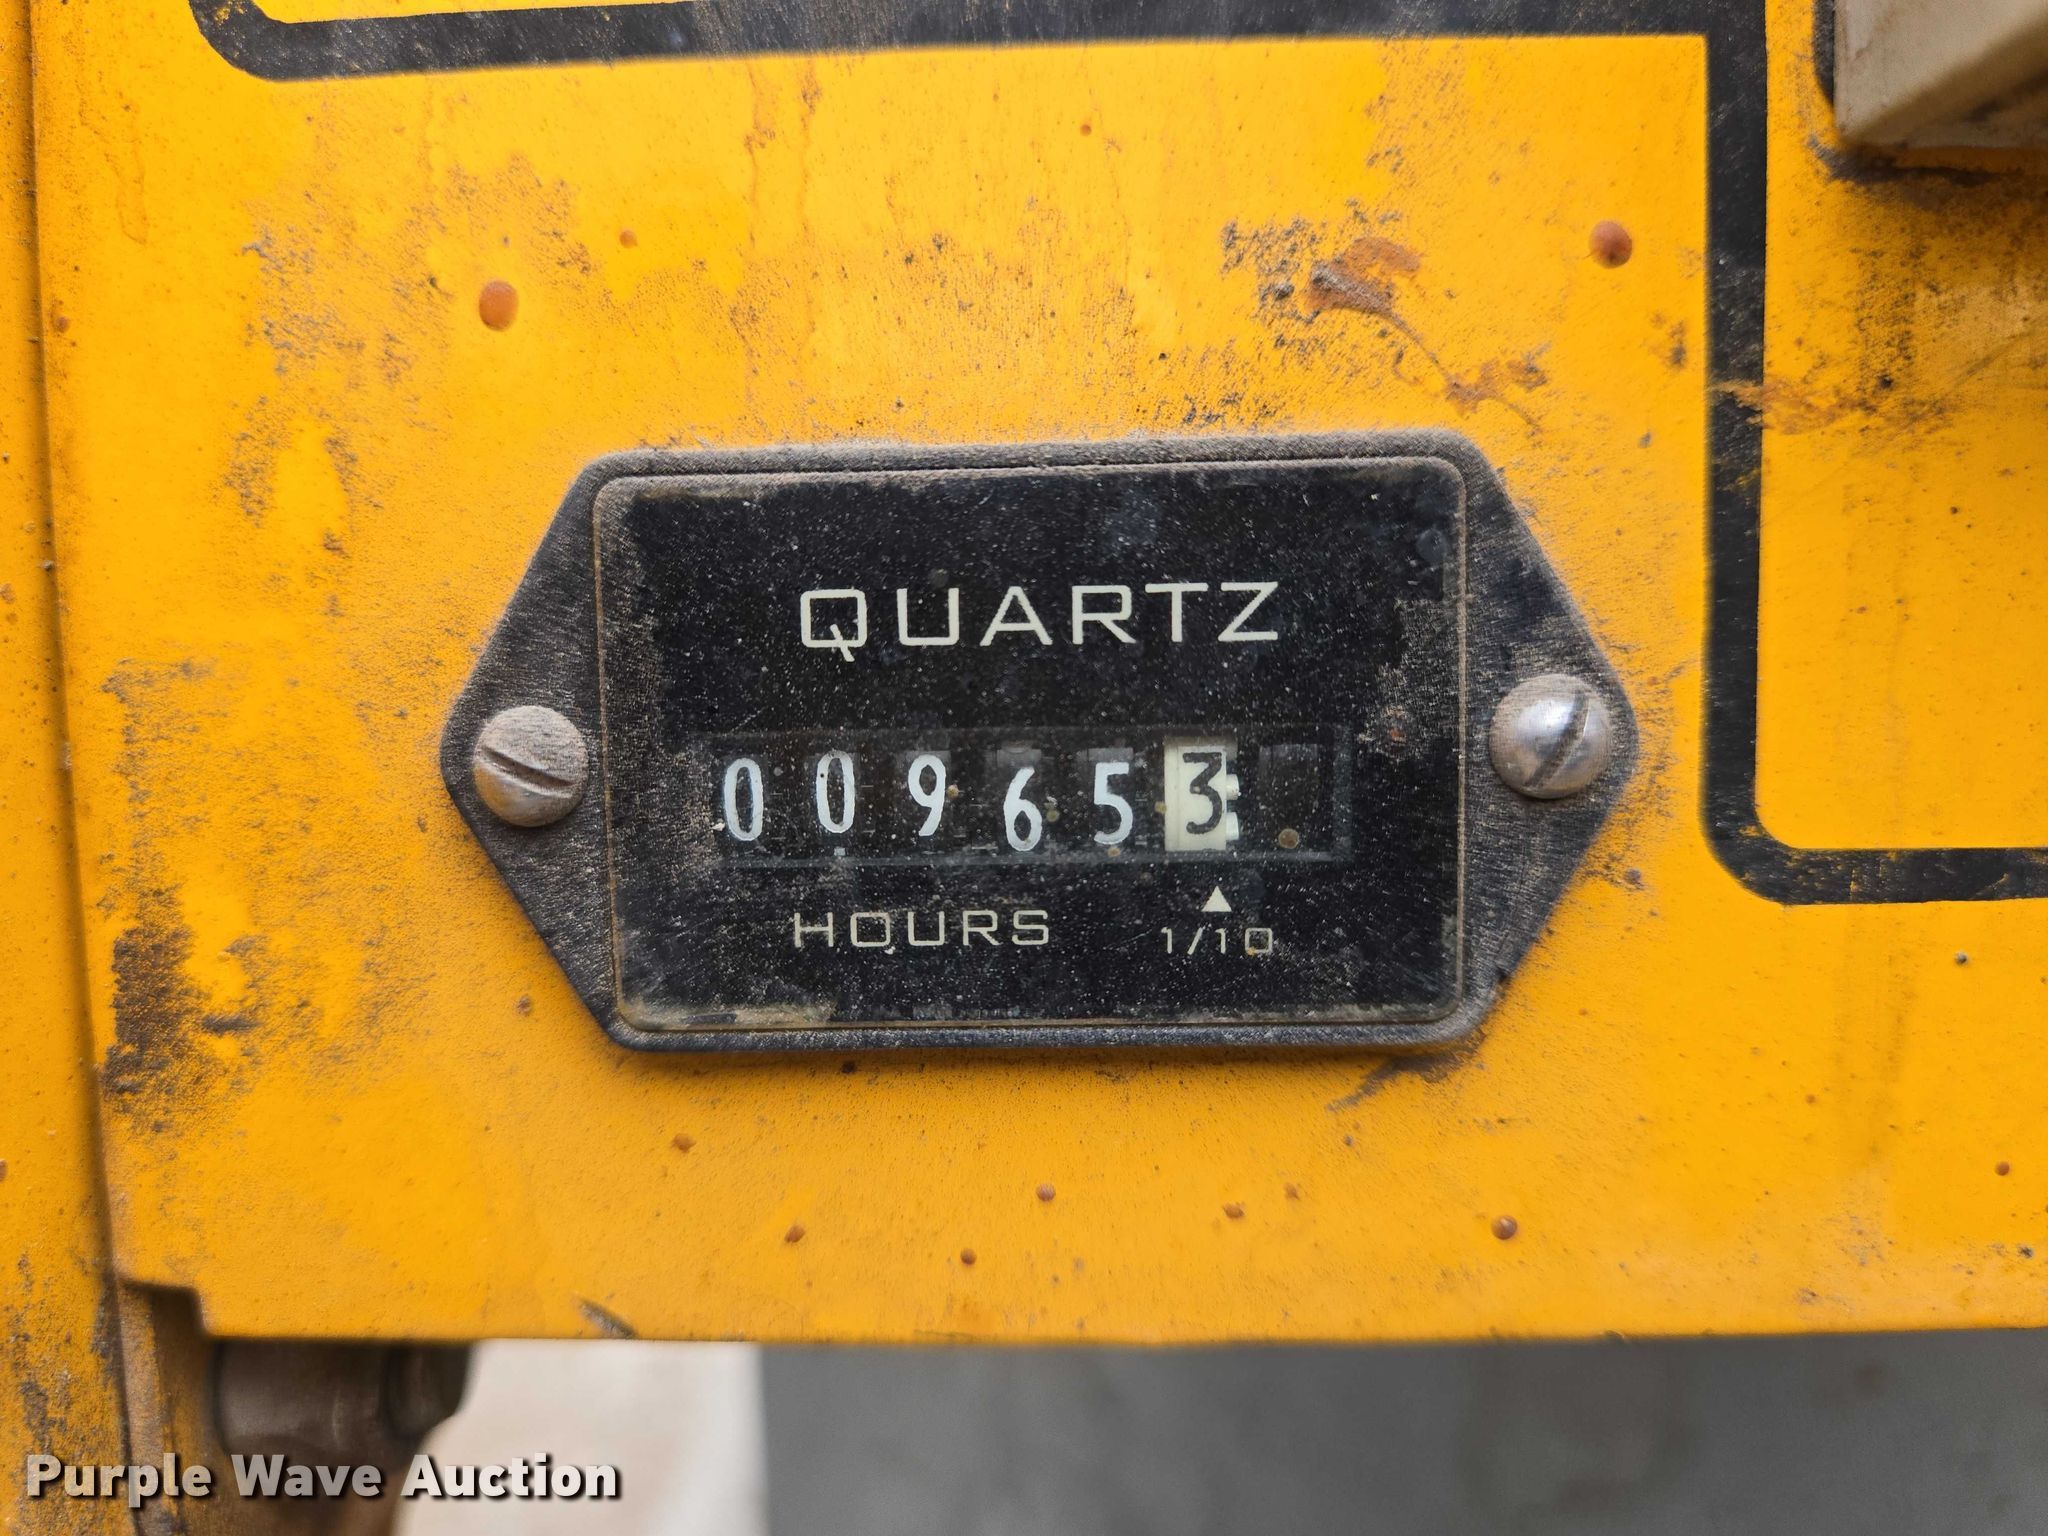 QUARTZ
009653
HOURS 1/10
Purple Wave Auction